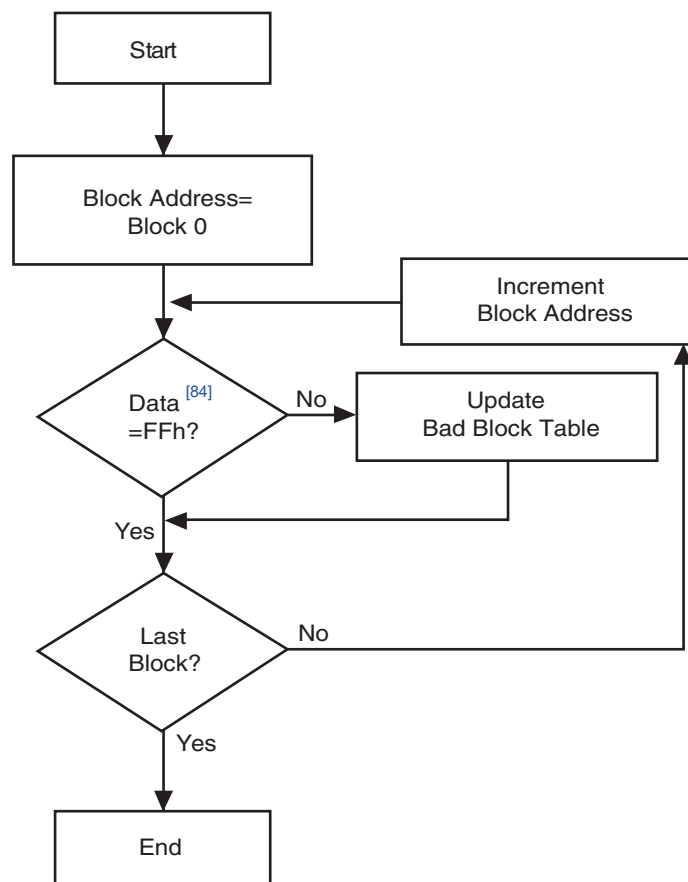 Start
Block Address=
Block 0
Increment
Block Address
Data [84]
=FFh?
No
Update
Bad Block Table
Yes
Last
Block?
No
Yes
End